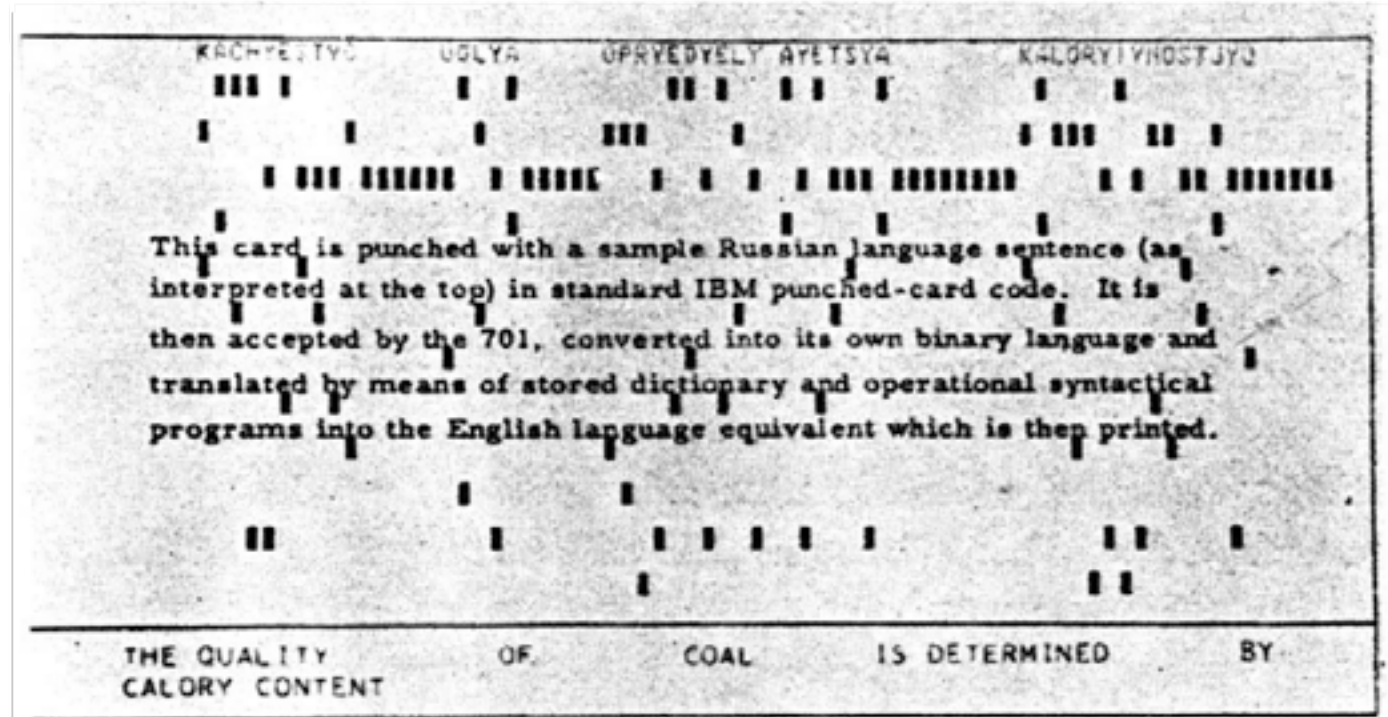 KACHYESTYO UGLYA OPRYEDYELY AYETSYA KALORYIYNOSTJYU
This card is punched with a sample Russian language sentence (as
interpreted at the top) in standard IBM punched-card code. It is
then accepted by the 701, converted into its own binary language and
translated by means of stored dictionary and operational syntactical
programs into the English language equivalent which is then printed.
THE QUALITY OF COAL IS DETERMINED BY
CALORY CONTENT